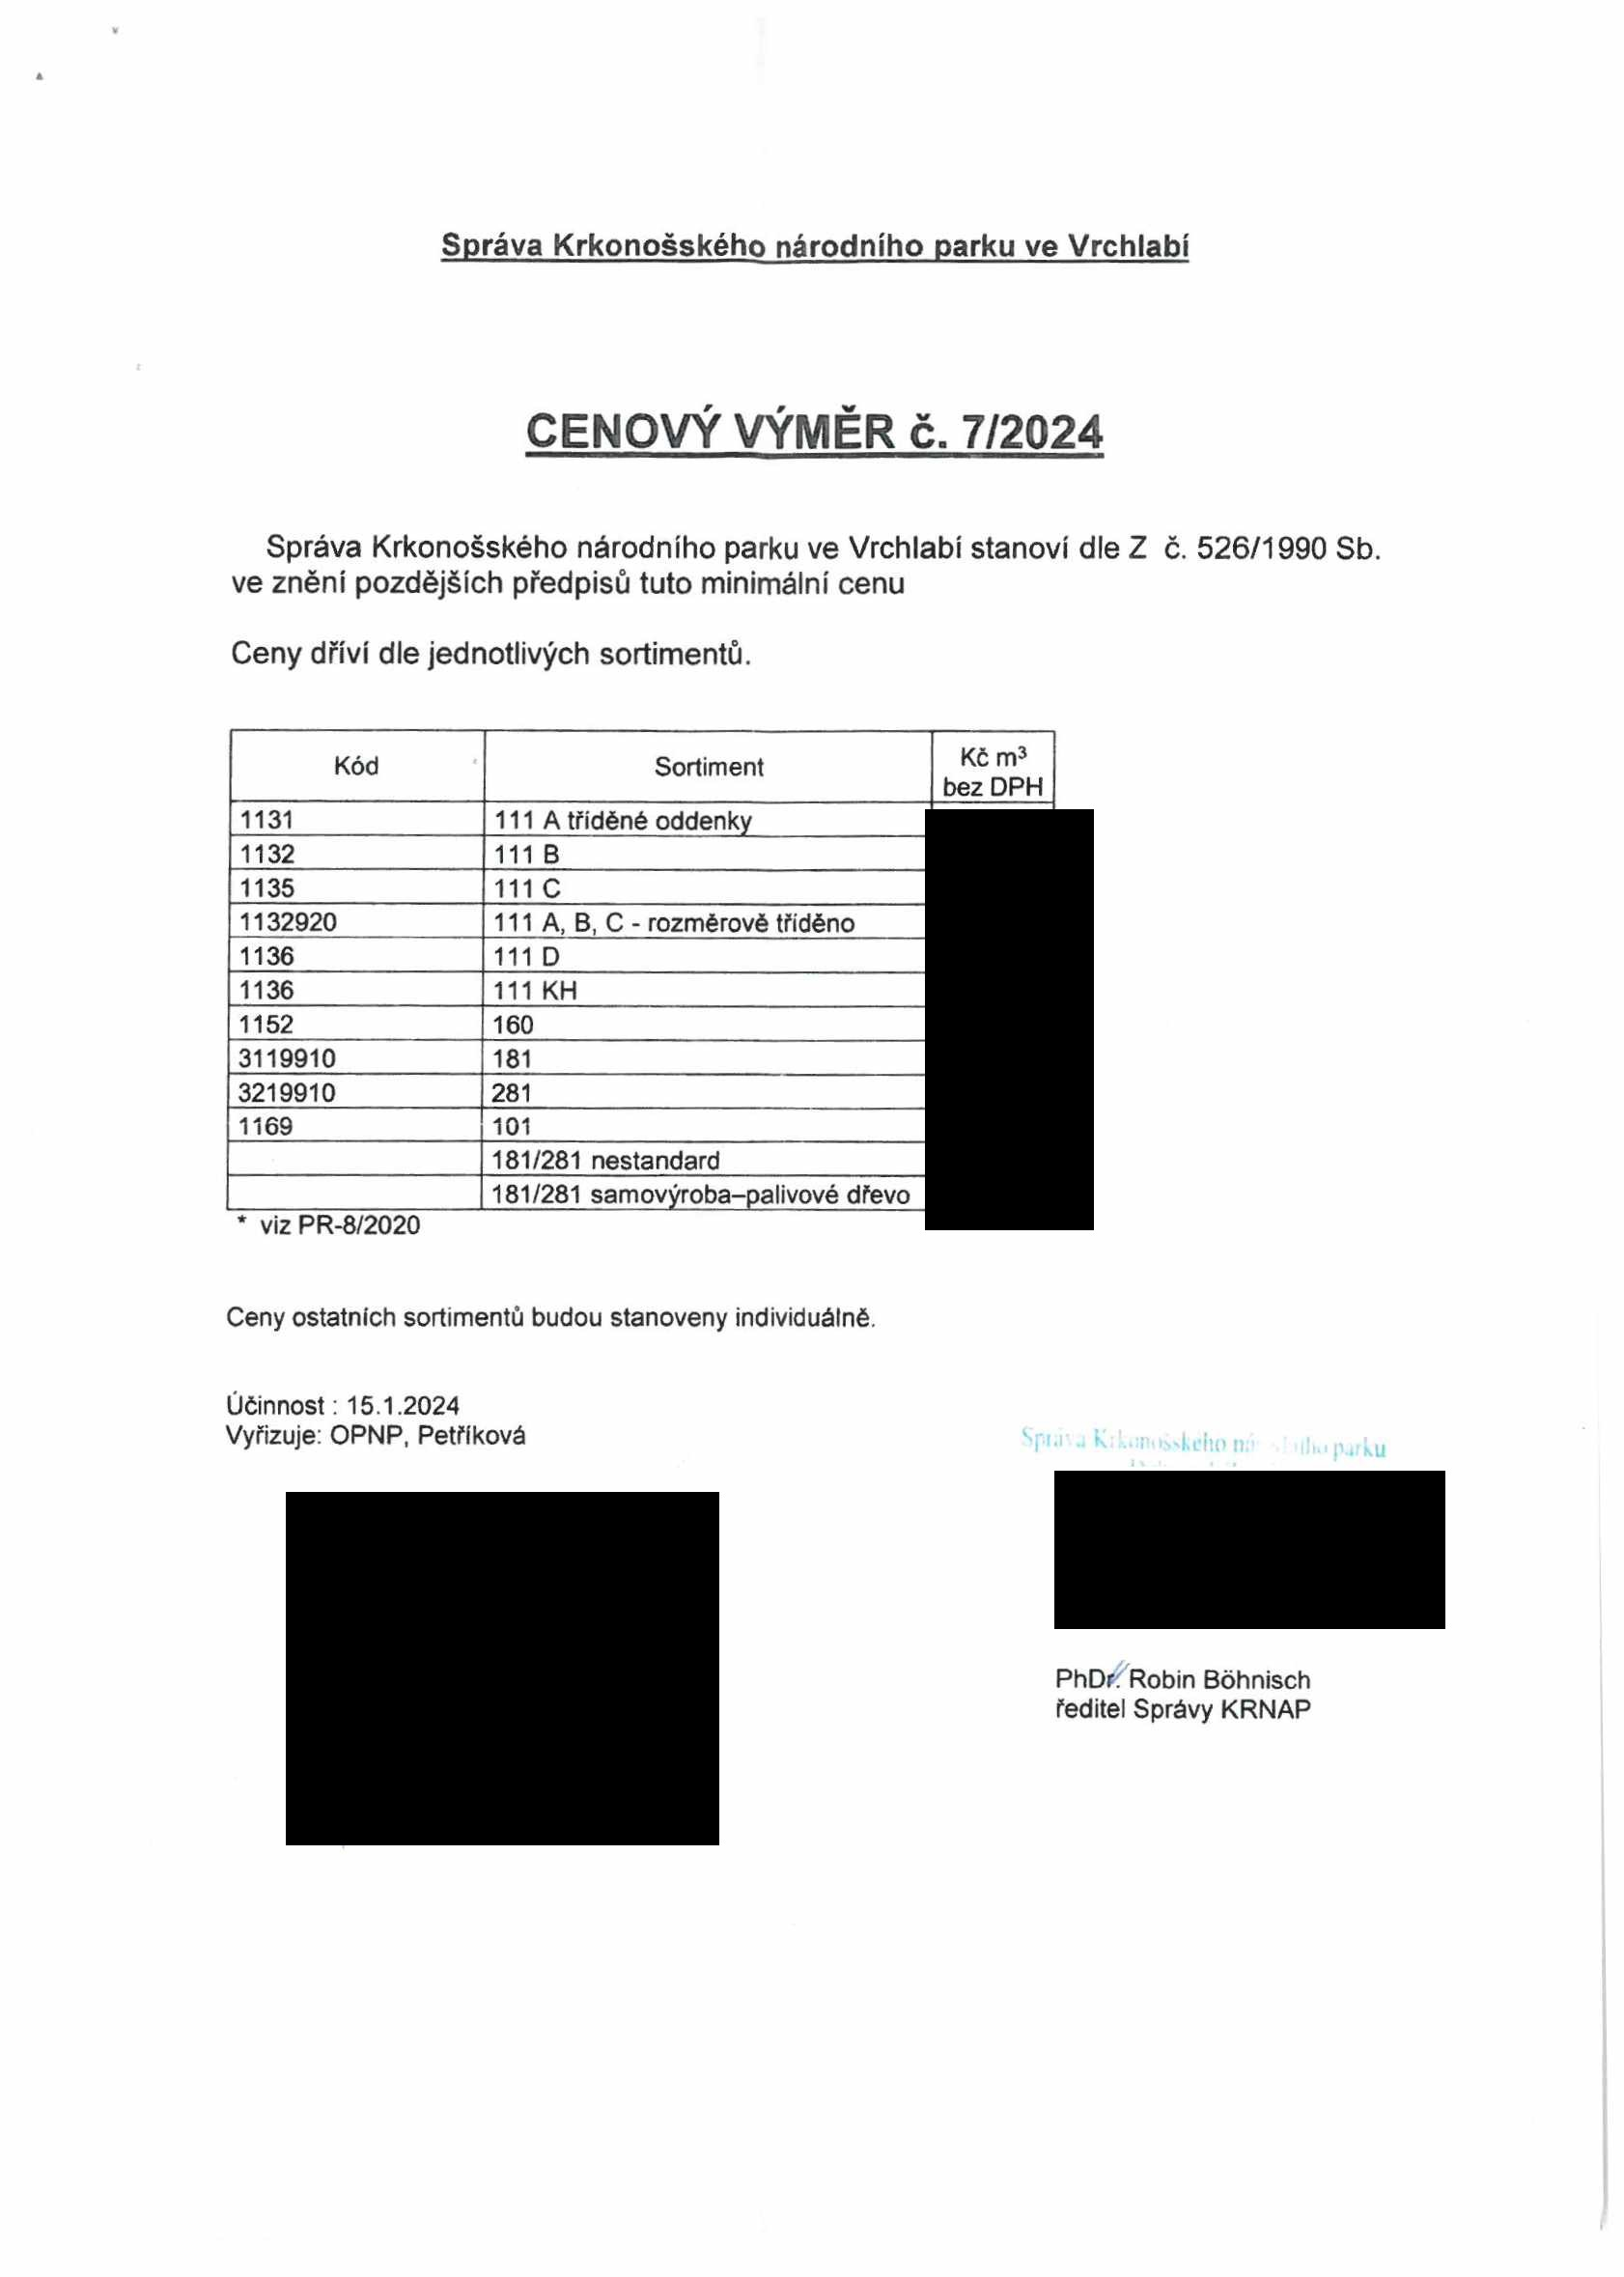 Správa Krkonošského národního parku ve Vrchlabí
CENOVÝ VÝMĚR č. 7/2024
Správa Krkonošského národního parku ve Vrchlabí stanoví dle Z č. 526/1990 Sb.
ve znění pozdějších předpisů tuto minimální cenu
Ceny dříví dle jednotlivých sortimentů.
Kód Sortiment Kč m³ bez DPH
1131 111 A tříděné oddenky
1132 111 B
1135 111 C
1132920 111 A, B, C - rozměrově tříděno
1136 111 D
1136 111 KH
1152 160
3119910 181
3219910 281
1169 101
181/281 nestandard
181/281 samovýroba–palivové dřevo
* viz PR-8/2020
Ceny ostatních sortimentů budou stanoveny individuálně.
Účinnost : 15.1.2024
Vyřizuje: OPNP, Petříková
Správa Krkonošského národního parku
PhDr. Robin Böhnisch
ředitel Správy KRNAP